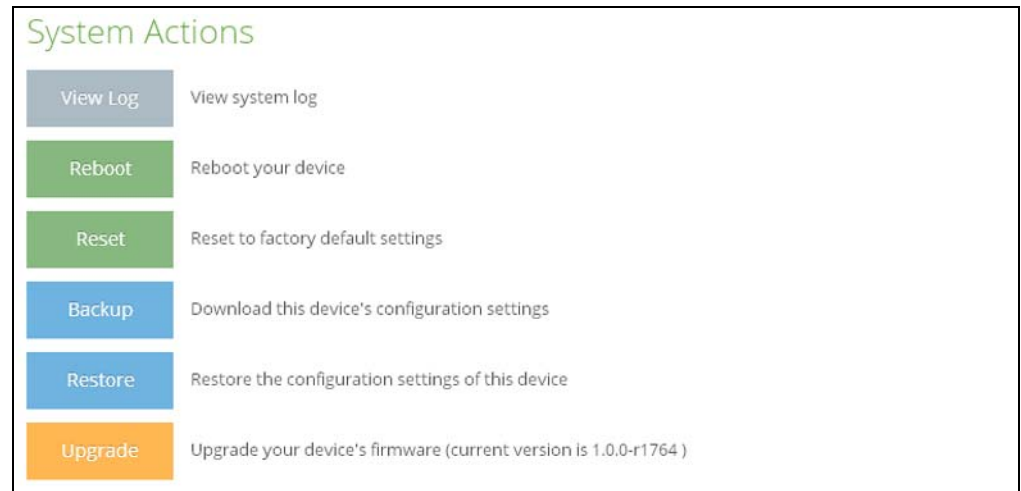 System Actions
View Log View system log
Reboot Reboot your device
Reset Reset to factory default settings
Backup Download this device's configuration settings
Restore Restore the configuration settings of this device
Upgrade Upgrade your device's firmware (current version is 1.0.0-r1764 )